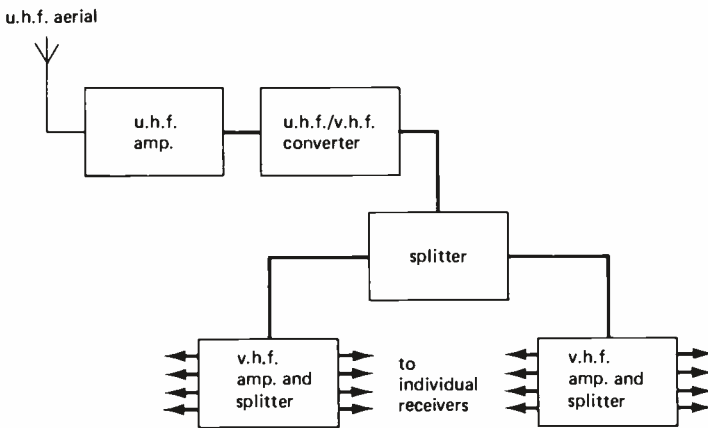 u.h.f. aerial
u.h.f.
amp.
u.h.f./v.h.f.
converter
splitter
v.h.f.
amp. and
splitter
to
individual
receivers
v.h.f.
amp. and
splitter